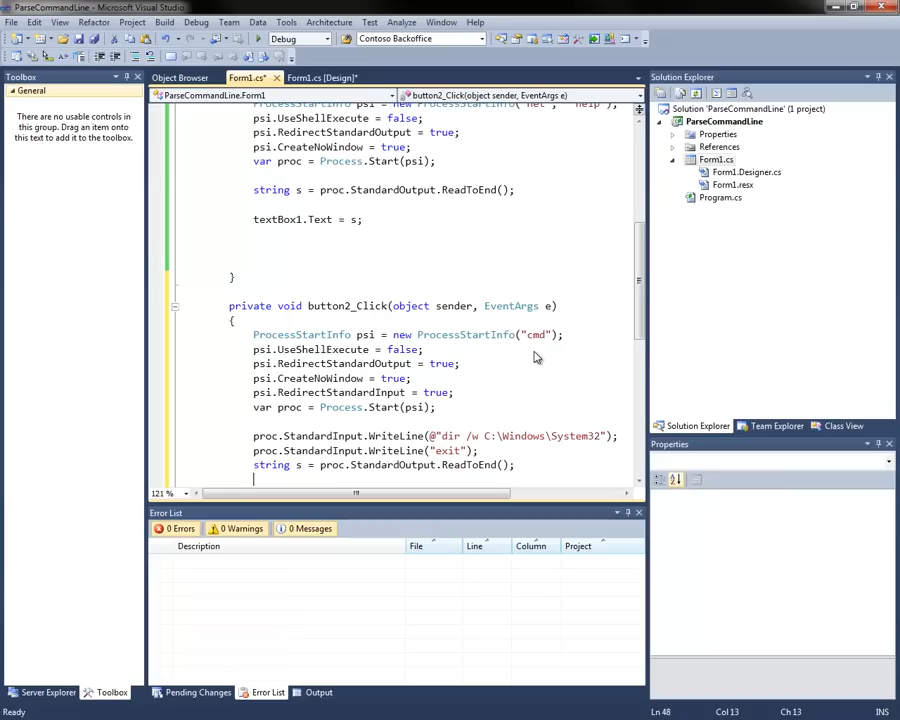 ParseCommandLine - Microsoft Visual Studio
File Edit View Refactor Project Build Debug Team Data Tools Architecture Test Analyze Window Help
Debug Contoso Backoffice
Toolbox
General
There are no usable controls in
this group. Drag an item onto
this text to add it to the toolbox.
Object Browser Form1.cs* Form1.cs [Design]*
ParseCommandLine.Form1 button2_Click(object sender, EventArgs e)
ProcessStartInfo psi = new ProcessStartInfo("net", "help");
psi.UseShellExecute = false;
psi.RedirectStandardOutput = true;
psi.CreateNoWindow = true;
var proc = Process.Start(psi);
string s = proc.StandardOutput.ReadToEnd();
textBox1.Text = s;
}
private void button2_Click(object sender, EventArgs e)
{
ProcessStartInfo psi = new ProcessStartInfo("cmd");
psi.UseShellExecute = false;
psi.RedirectStandardOutput = true;
psi.CreateNoWindow = true;
psi.RedirectStandardInput = true;
var proc = Process.Start(psi);
proc.StandardInput.WriteLine(@"dir /w C:\Windows\System32");
proc.StandardInput.WriteLine("exit");
string s = proc.StandardOutput.ReadToEnd();
121 %
Error List
0 Errors 0 Warnings 0 Messages
Description File Line Column Project
Solution Explorer
Solution 'ParseCommandLine' (1 project)
ParseCommandLine
Properties
References
Form1.cs
Form1.Designer.cs
Form1.resx
Program.cs
Solution Explorer Team Explorer Class View
Properties
Server Explorer Toolbox Pending Changes Error List Output
Ready Ln 48 Col 13 Ch 13 INS